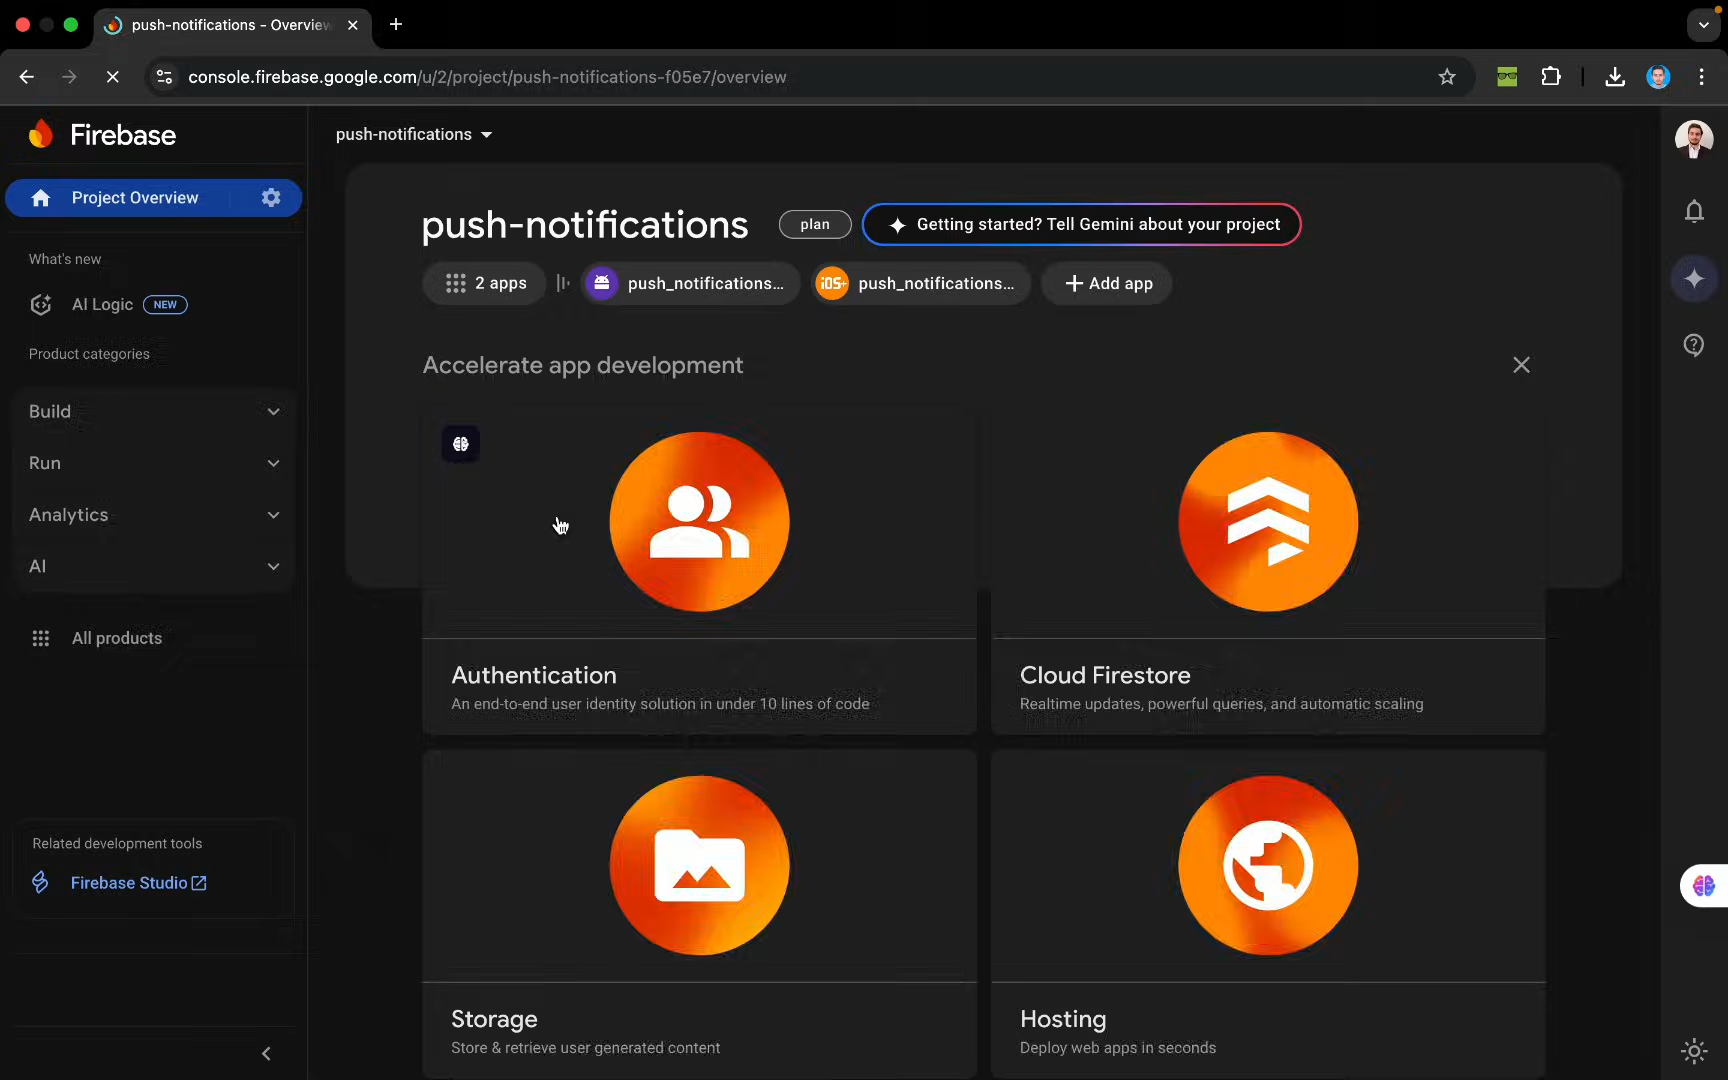 push-notifications - Overview
console.firebase.google.com/u/2/project/push-notifications-f05e7/overview
Firebase
push-notifications
Project Overview
push-notifications
plan
Getting started? Tell Gemini about your project
What's new
2 apps
push_notifications...
iOS+
push_notifications...
Add app
AI Logic
NEW
Product categories
Accelerate app development
Build
Run
Analytics
AI
All products
Authentication
An end-to-end user identity solution in under 10 lines of code
Cloud Firestore
Realtime updates, powerful queries, and automatic scaling
Related development tools
Firebase Studio
Storage
Store & retrieve user generated content
Hosting
Deploy web apps in seconds